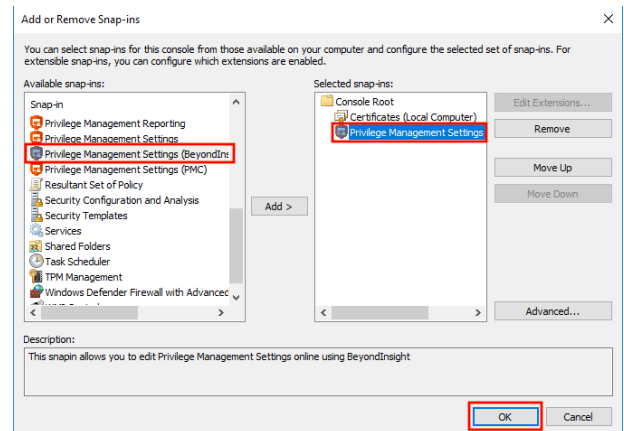 Add or Remove Snap-ins
You can select snap-ins for this console from those available on your computer and configure the selected set of snap-ins. For
extensible snap-ins, you can configure which extensions are enabled.
Available snap-ins:
Snap-in
Privilege Management Reporting
Privilege Management Settings
Privilege Management Settings (BeyondIns
Privilege Management Settings (PMC)
Resultant Set of Policy
Security Configuration and Analysis
Security Templates
Services
Shared Folders
Task Scheduler
TPM Management
Windows Defender Firewall with Advanced
Add >
Selected snap-ins:
Console Root
Certificates (Local Computer)
Privilege Management Settings
Edit Extensions...
Remove
Move Up
Move Down
Advanced...
Description:
This snapin allows you to edit Privilege Management Settings online using BeyondInsight
OK
Cancel